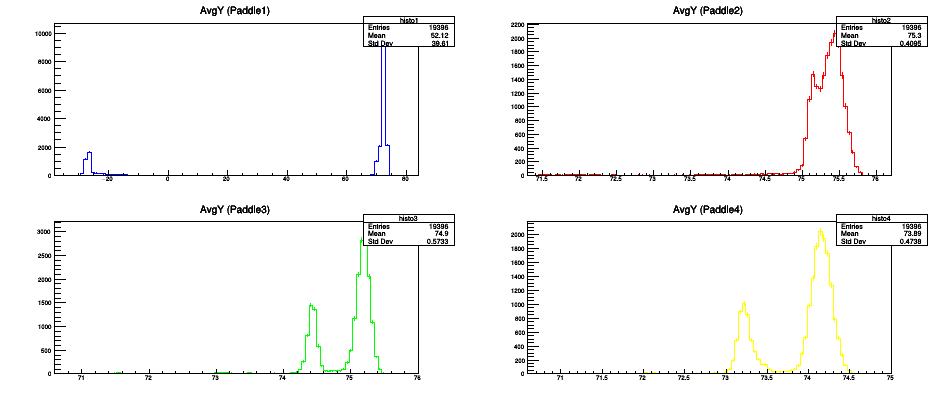 AvgY (Paddle1)
histo1
Entries 19396
Mean 52.12
Std Dev 39.61
10000
8000
6000
4000
2000
0
-20 0 20 40 60 80
AvgY (Paddle2)
histo2
Entries 19396
Mean 75.3
Std Dev 0.4095
2200
2000
1800
1600
1400
1200
1000
800
600
400
200
0
71.5 72 72.5 73 73.5 74 74.5 75 75.5 76
AvgY (Paddle3)
histo3
Entries 19396
Mean 74.9
Std Dev 0.5733
3000
2500
2000
1500
1000
500
0
71 72 73 74 75 76
AvgY (Paddle4)
histo4
Entries 19396
Mean 73.89
Std Dev 0.4738
2000
1800
1600
1400
1200
1000
800
600
400
200
0
71 71.5 72 72.5 73 73.5 74 74.5 75